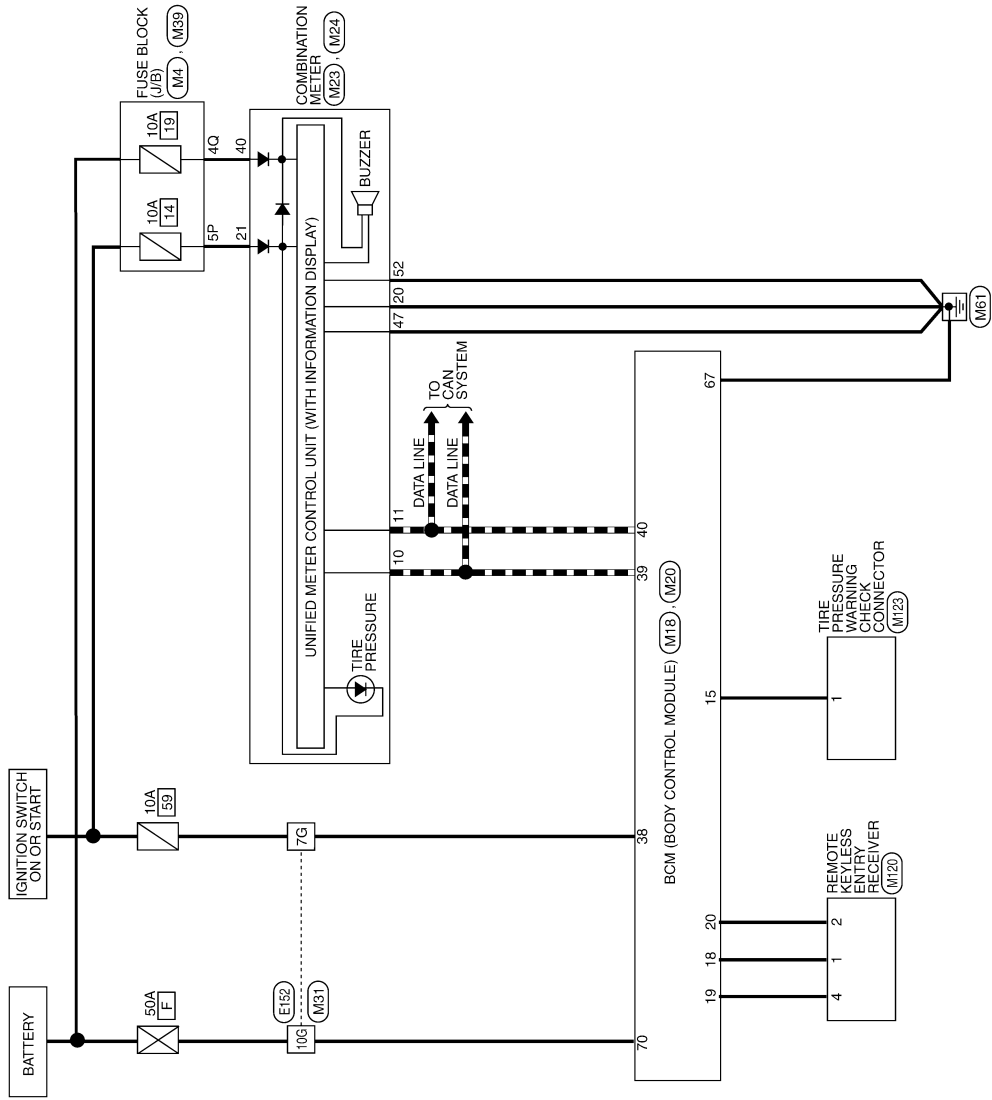 BATTERY
IGNITION SWITCH
ON OR START
50A
F
10A
59
10A
14
10A
19
FUSE BLOCK
(J/B)
M4 , M39
5P
4Q
21
40
COMBINATION
METER
M23 , M24
UNIFIED METER CONTROL UNIT (WITH INFORMATION DISPLAY)
BUZZER
TIRE
PRESSURE
10G
7G
E152
M31
10
11
47
20
52
DATA LINE
DATA LINE
TO
CAN
SYSTEM
M61
70
38
39
40
BCM (BODY CONTROL MODULE) M18 , M20
19
18
20
15
67
4
1
2
REMOTE
KEYLESS
ENTRY
RECEIVER
M120
1
TIRE
PRESSURE
WARNING
CHECK
CONNECTOR
M123